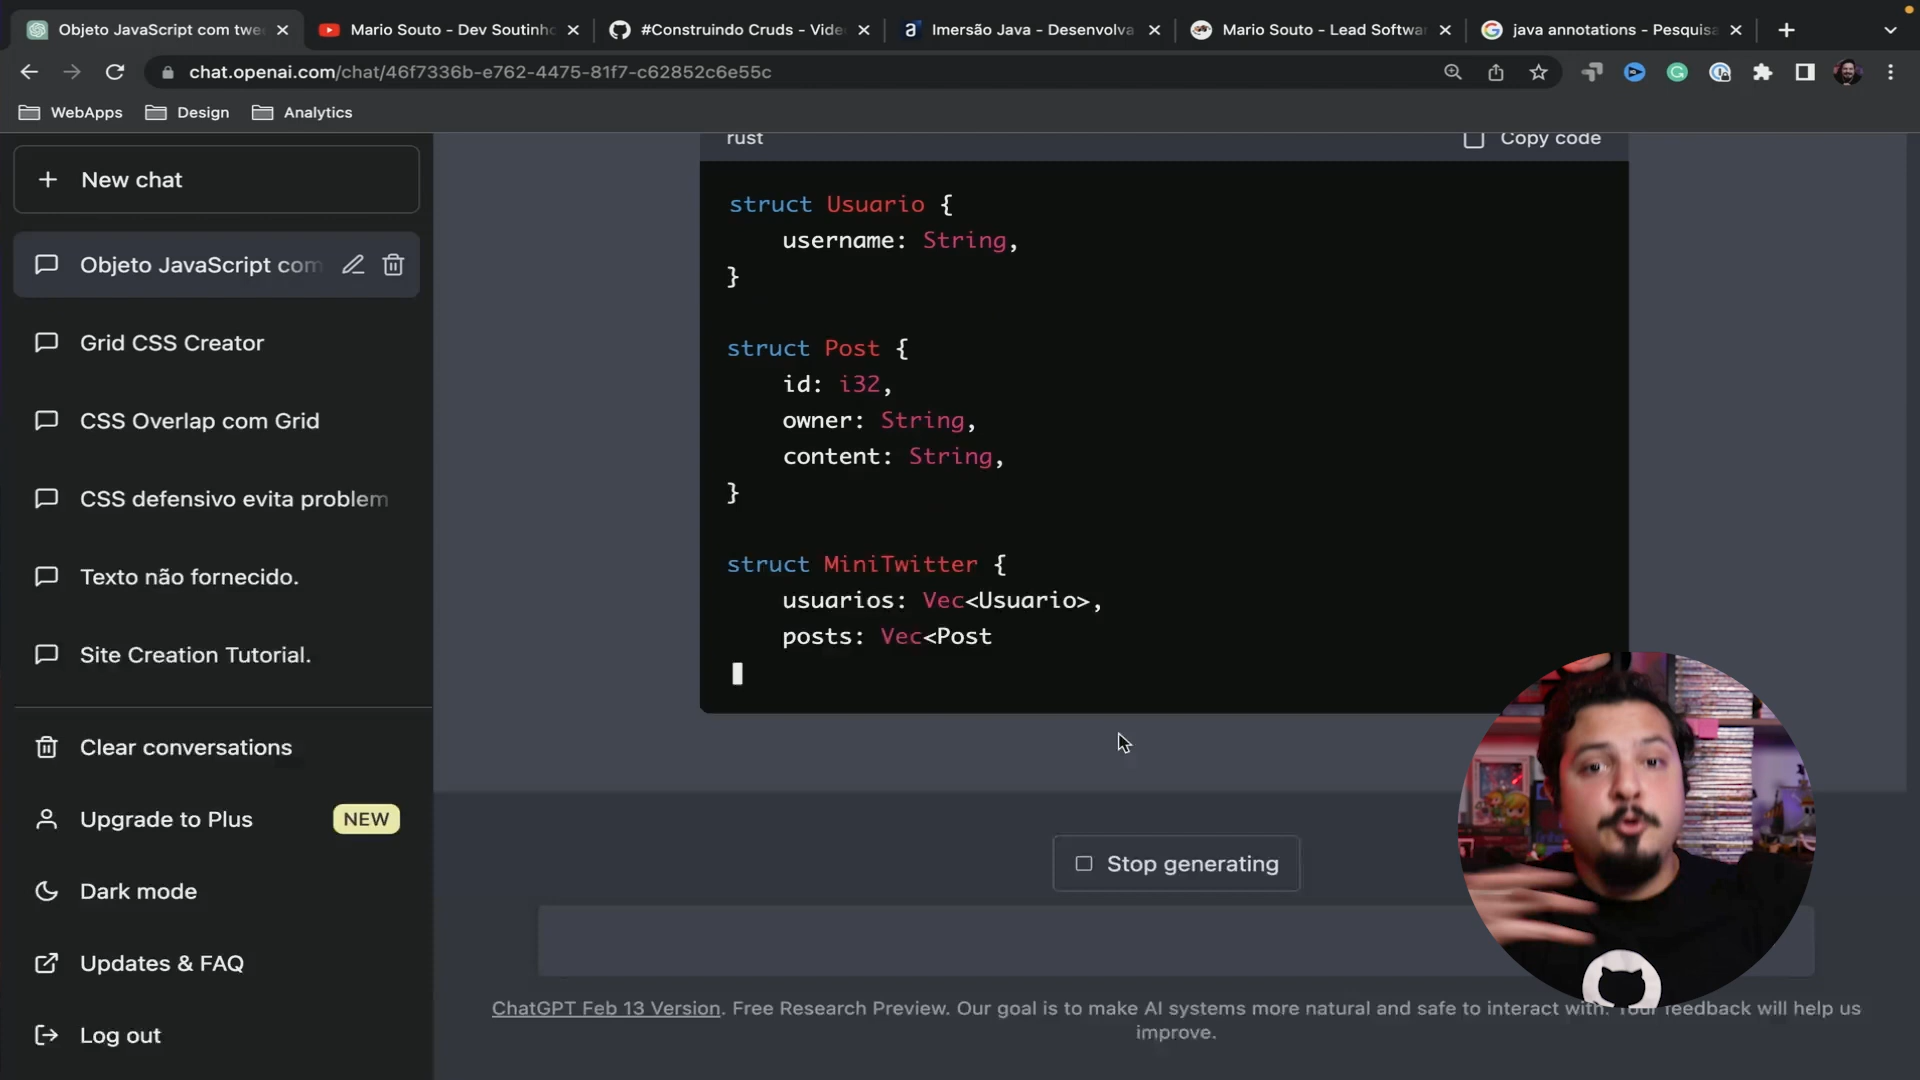 Objeto JavaScript com twe
Mario Souto - Dev Soutinho
#Construindo Cruds - Vide
Imersão Java - Desenvolva
Mario Souto - Lead Softwar
java annotations - Pesquisa
chat.openai.com/chat/46f7336b-e762-4475-81f7-c62852c6e55c
WebApps
Design
Analytics
New chat
Objeto JavaScript com
Grid CSS Creator
CSS Overlap com Grid
CSS defensivo evita problem
Texto não fornecido.
Site Creation Tutorial.
Clear conversations
Upgrade to Plus
NEW
Dark mode
Updates & FAQ
Log out
rust
Copy code
struct Usuario {
username: String,
}
struct Post {
id: i32,
owner: String,
content: String,
}
struct MiniTwitter {
usuarios: Vec<Usuario>,
posts: Vec<Post
Stop generating
ChatGPT Feb 13 Version. Free Research Preview. Our goal is to make AI systems more natural and safe to interact with. Your feedback will help us
improve.